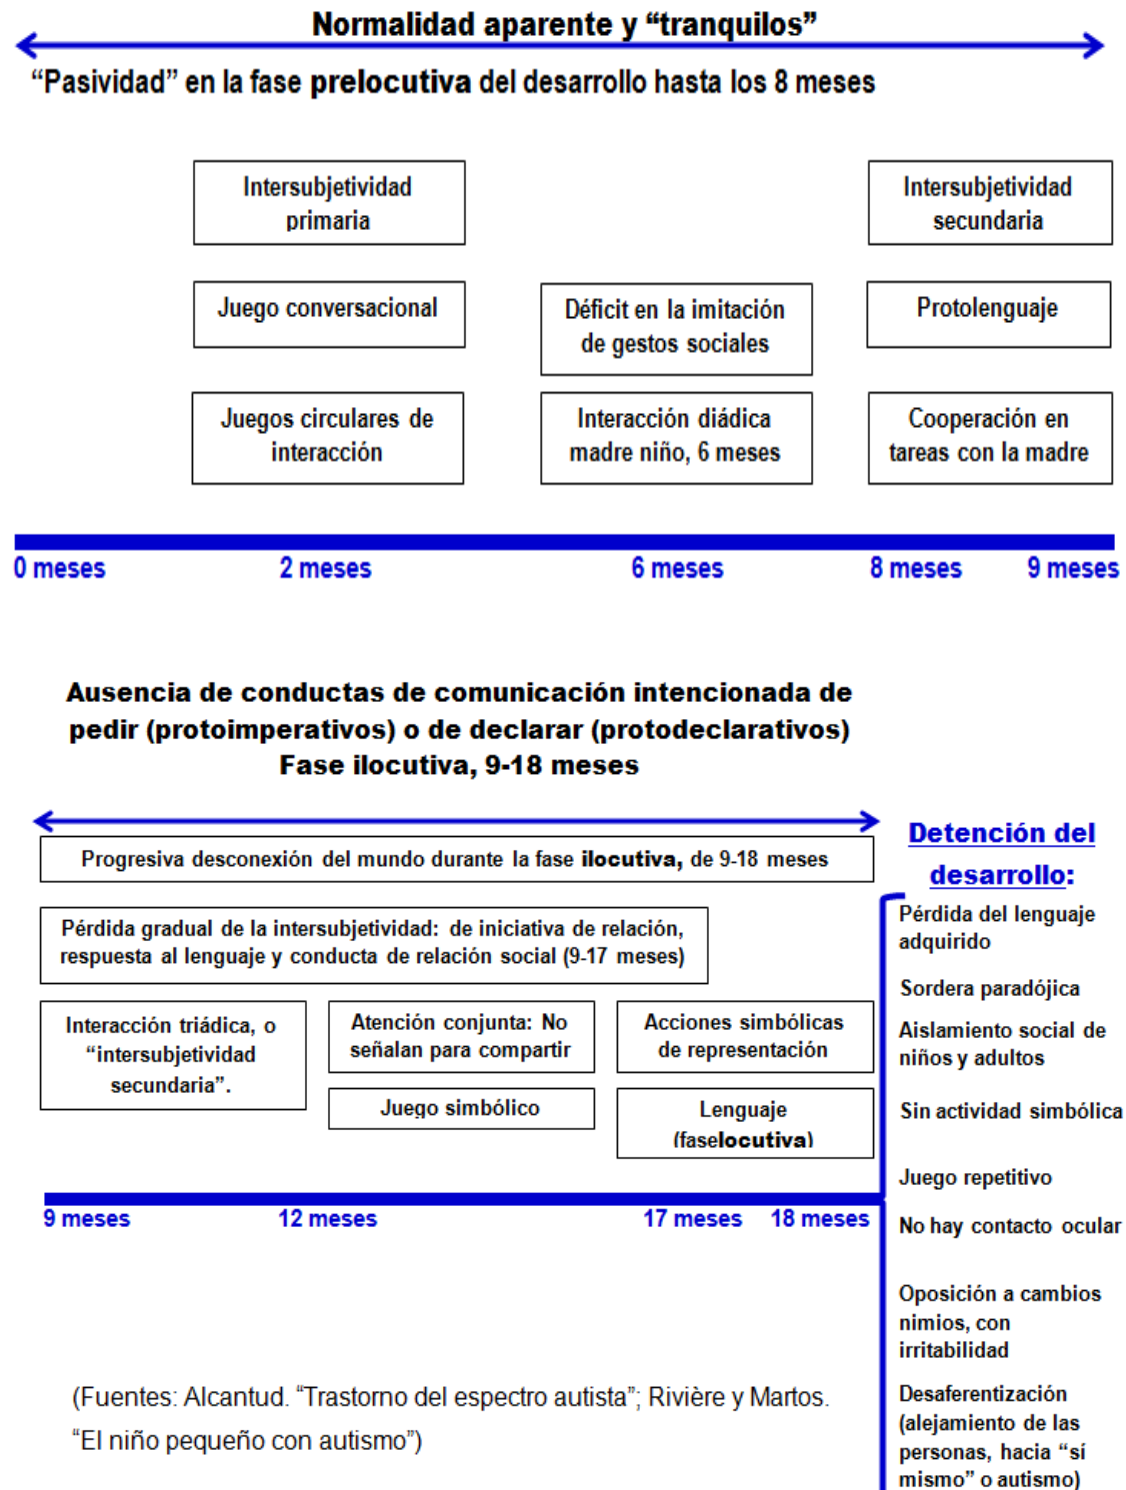 Normalidad aparente y “tranquilos”
“Pasividad” en la fase prelocutiva del desarrollo hasta los 8 meses
Intersubjetividad
primaria
Intersubjetividad
secundaria
Juego conversacional
Déficit en la imitación
de gestos sociales
Protolenguaje
Juegos circulares de
interacción
Interacción diádica
madre niño, 6 meses
Cooperación en
tareas con la madre
0 meses
2 meses
6 meses
8 meses
9 meses
Ausencia de conductas de comunicación intencionada de
pedir (protoimperativos) o de declarar (protodeclarativos)
Fase ilocutiva, 9-18 meses
Progresiva desconexión del mundo durante la fase ilocutiva, de 9-18 meses
Pérdida gradual de la intersubjetividad: de iniciativa de relación,
respuesta al lenguaje y conducta de relación social (9-17 meses)
Interacción triádica, o
“intersubjetividad
secundaria”.
Atención conjunta: No
señalan para compartir
Acciones simbólicas
de representación
Juego simbólico
Lenguaje
(faselocutiva)
9 meses
12 meses
17 meses
18 meses
Detención del
desarrollo:
Pérdida del lenguaje
adquirido
Sordera paradójica
Aislamiento social de
niños y adultos
Sin actividad simbólica
Juego repetitivo
No hay contacto ocular
Oposición a cambios
nimios, con
irritabilidad
Desaferentización
(alejamiento de las
personas, hacia “sí
mismo” o autismo)
(Fuentes: Alcantud. “Trastorno del espectro autista”; Rivière y Martos.
“El niño pequeño con autismo”)